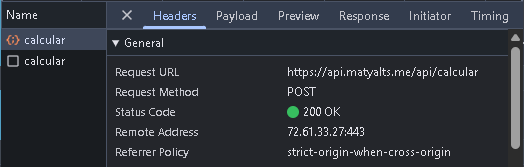 Name
Headers Payload Preview Response Initiator Timing
calcular
calcular
General
Request URL https://api.matyalts.me/api/calcular
Request Method POST
Status Code 200 OK
Remote Address 72.61.33.27:443
Referrer Policy strict-origin-when-cross-origin